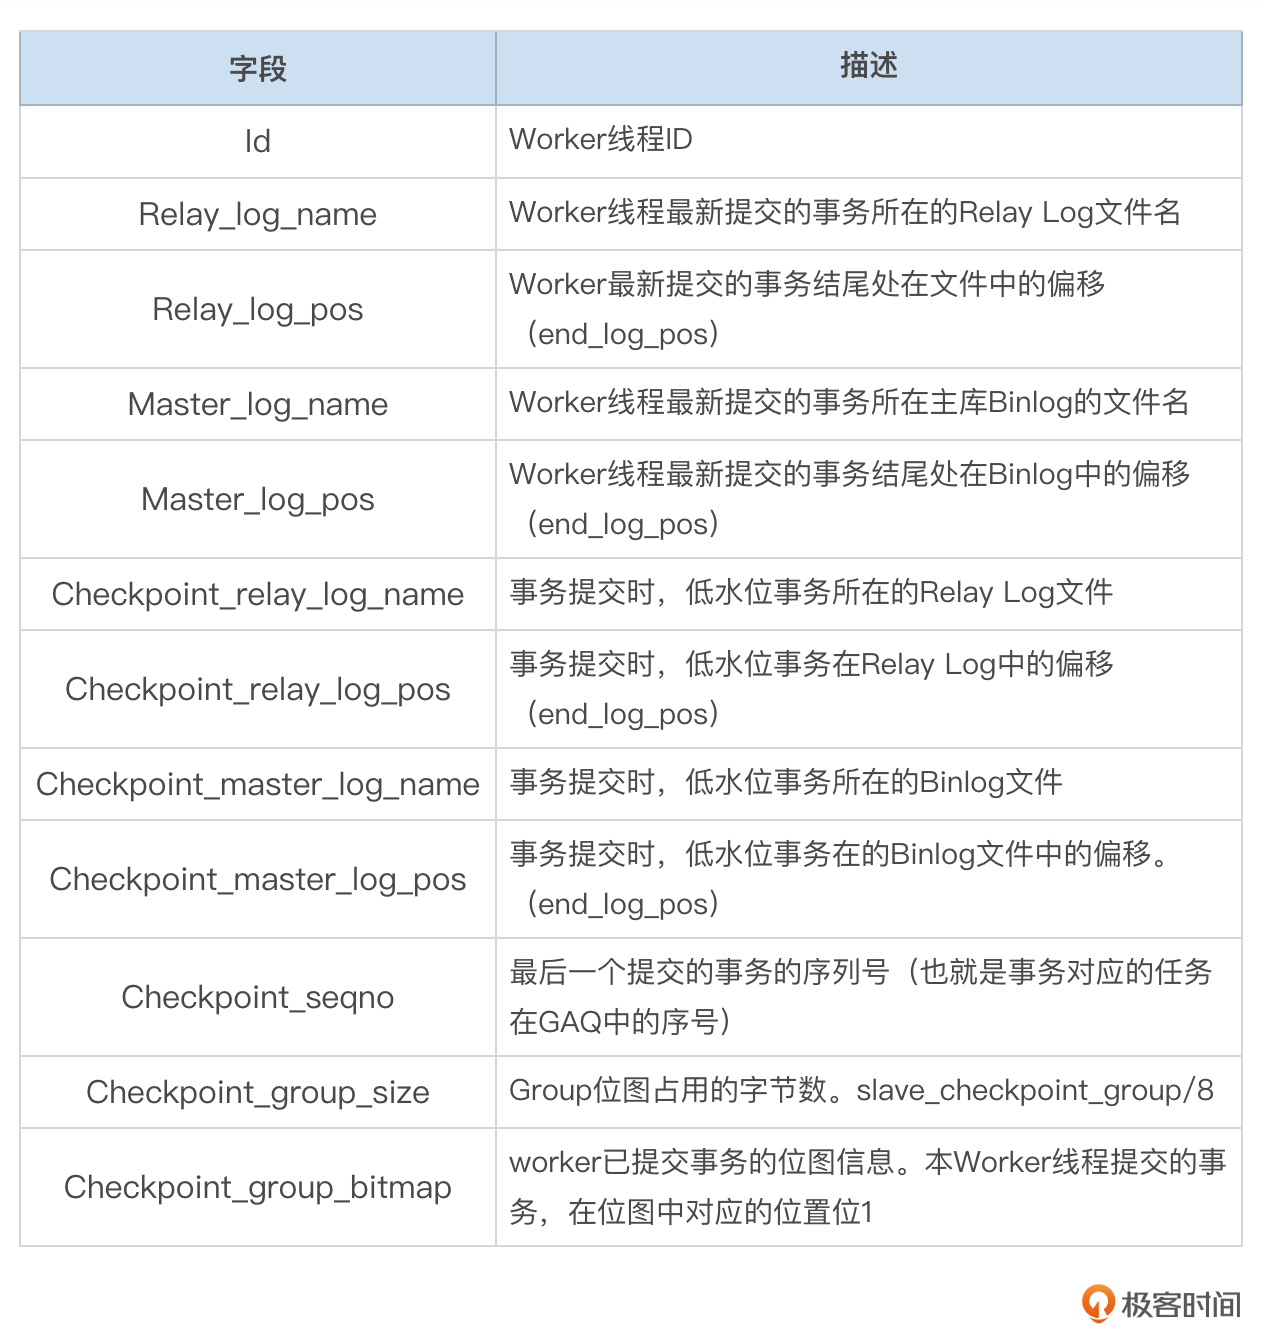 字段
描述
Id
Worker线程ID
Relay_log_name
Worker线程最新提交的事务所在的Relay Log文件名
Relay_log_pos
Worker最新提交的事务结尾处在文件中的偏移
（end_log_pos）
Master_log_name
Worker线程最新提交的事务所在主库Binlog的文件名
Master_log_pos
Worker线程最新提交的事务结尾处在Binlog中的偏移
（end_log_pos）
Checkpoint_relay_log_name
事务提交时，低水位事务所在的Relay Log文件
Checkpoint_relay_log_pos
事务提交时，低水位事务在Relay Log中的偏移
（end_log_pos）
Checkpoint_master_log_name
事务提交时，低水位事务所在的Binlog文件
Checkpoint_master_log_pos
事务提交时，低水位事务在的Binlog文件中的偏移。
（end_log_pos）
Checkpoint_seqno
最后一个提交的事务的序列号（也就是事务对应的任务
在GAQ中的序号）
Checkpoint_group_size
Group位图占用的字节数。slave_checkpoint_group/8
Checkpoint_group_bitmap
worker已提交事务的位图信息。本Worker线程提交的事
务，在位图中对应的位置位1
极客时间